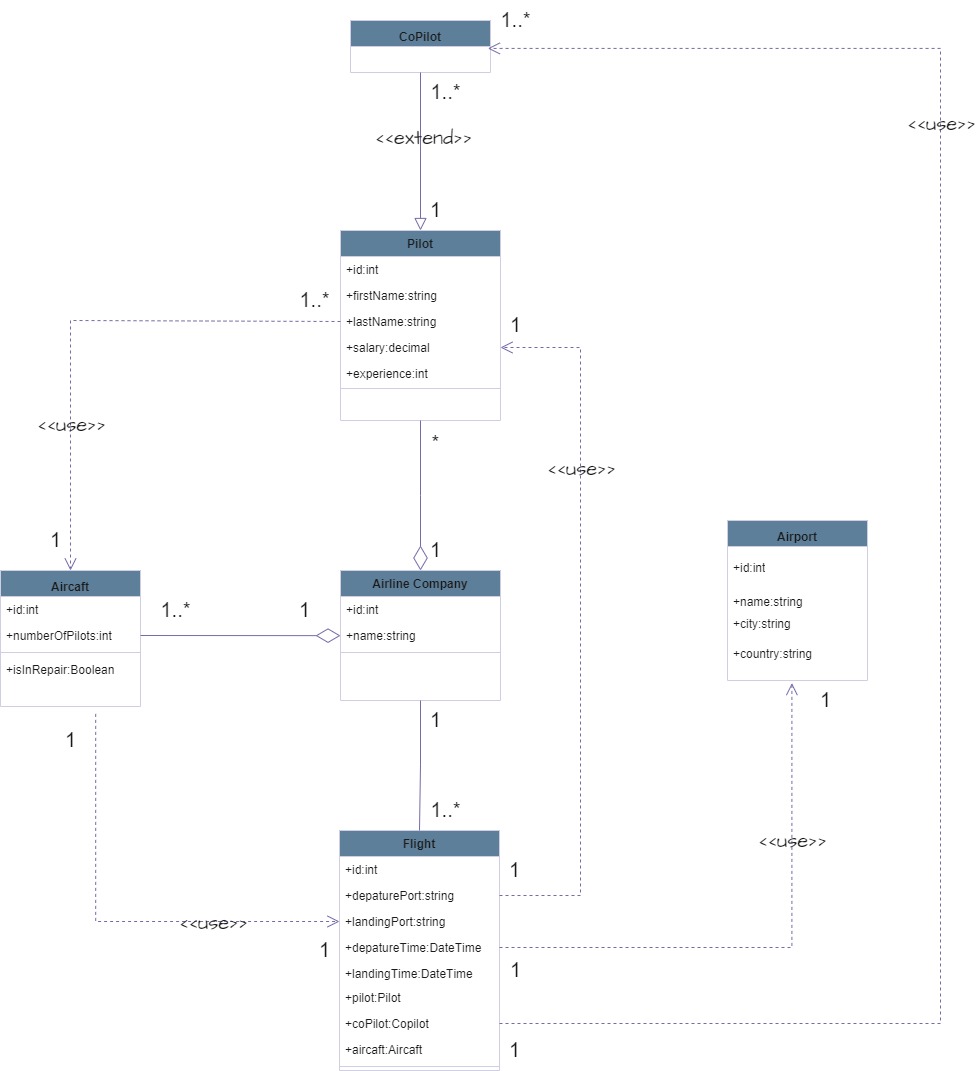 1..*
CoPilot
1..*
<<use>>
<<extend>>
1
Pilot
+id:int
+firstName:string
1..*
+lastName:string
1
+salary:decimal
+experience:int
<<use>>
*
<<use>>
1
1
Airport
+id:int
+name:string
+city:string
+country:string
1
Aircaft
+id:int
+numberOfPilots:int
+isInRepair:Boolean
1..*
1
Airline Company
+id:int
+name:string
1
1
1..*
<<use>>
Flight
+id:int
1
+depaturePort:string
+landingPort:string
<<use>>
1
+depatureTime:DateTime
1
+landingTime:DateTime
+pilot:Pilot
+coPilot:Copilot
+aircaft:Aircaft
1